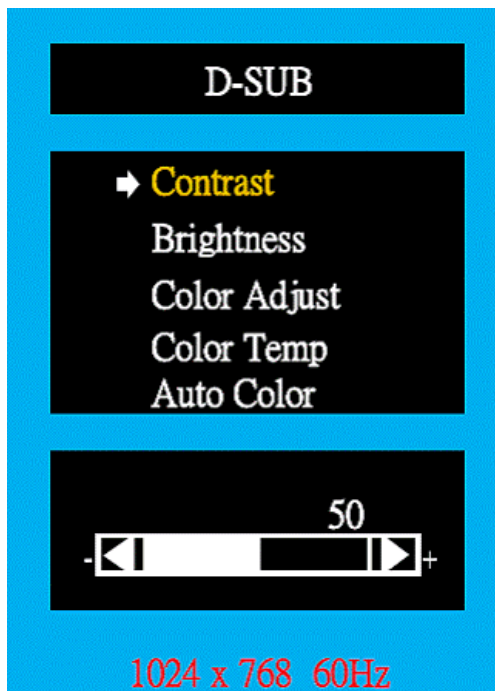 D-SUB
Contrast
Brightness
Color Adjust
Color Temp
Auto Color
50
- +
1024 x 768 60Hz